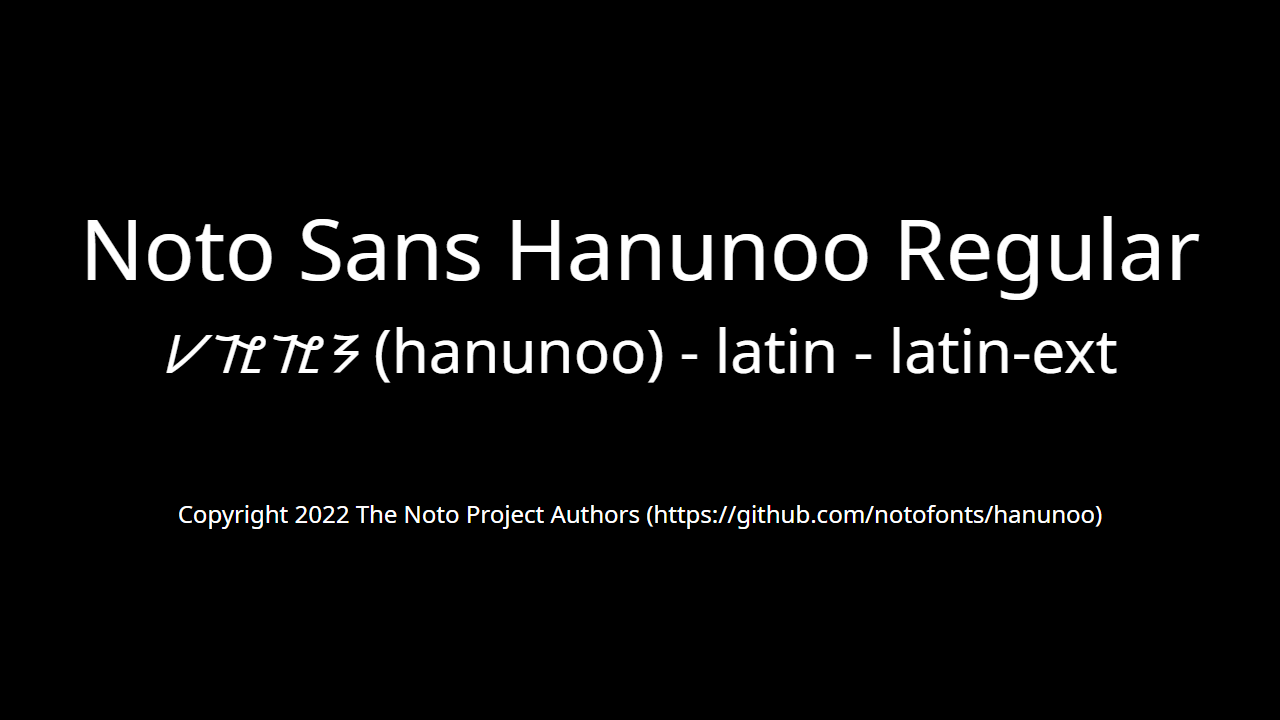 Noto Sans Hanunoo Regular
ᜱᜨᜳᜨᜳᜢ (hanunoo) - latin - latin-ext
Copyright 2022 The Noto Project Authors (https://github.com/notofonts/hanunoo)